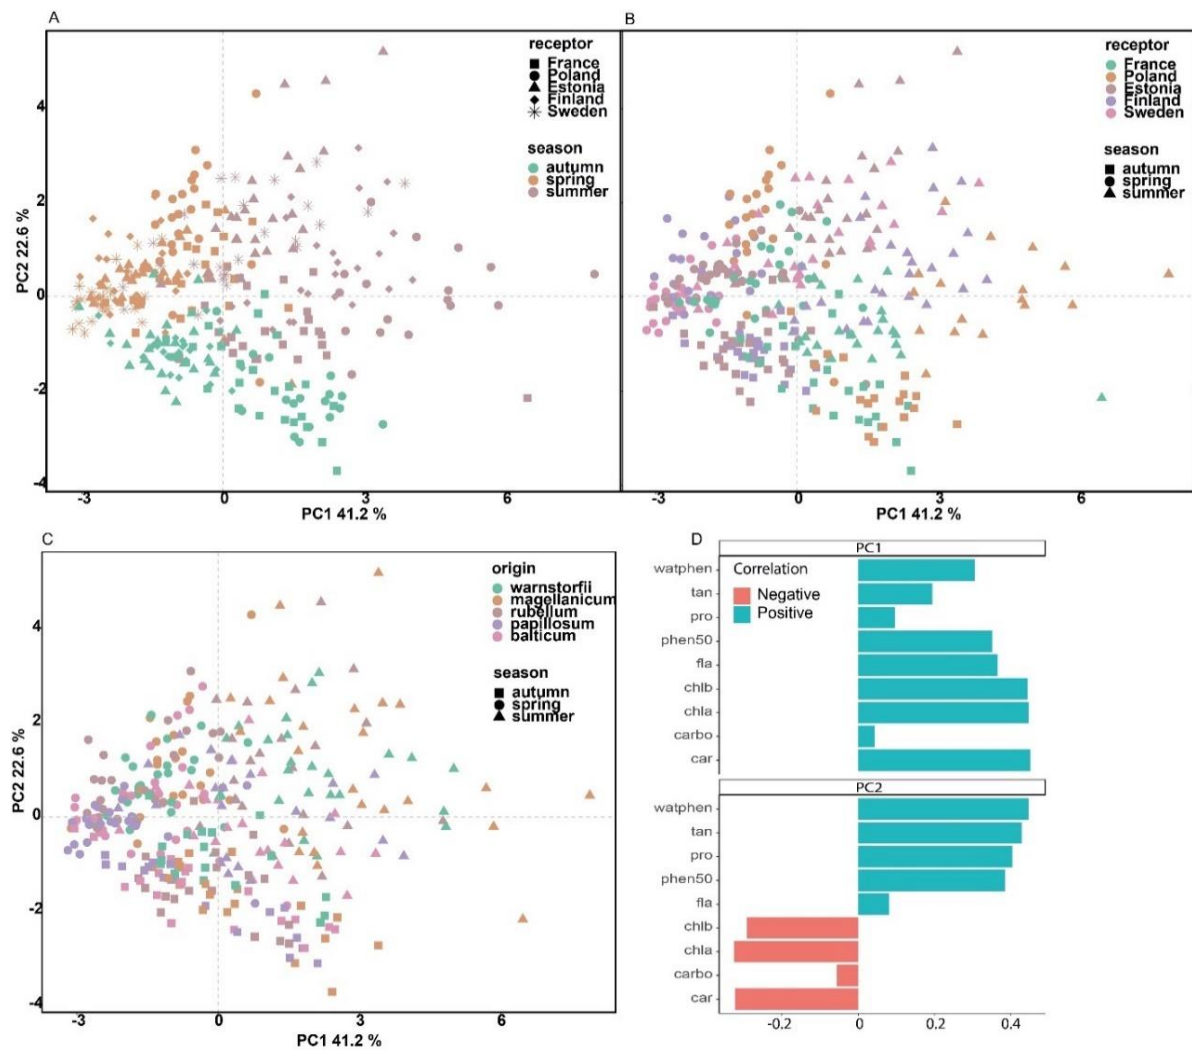 A
receptor
France
Poland
Estonia
Finland
Sweden
season
autumn
spring
summer
4
2
0
-2
-4
PC2 22.6 %
-3 0 3 6
PC1 41.2 %
B
receptor
France
Poland
Estonia
Finland
Sweden
season
autumn
spring
summer
-3 0 3 6
PC1 41.2 %
C
origin
warnstorfii
magellanicum
rubellum
papillosum
balticum
season
autumn
spring
summer
4
2
0
-2
-4
PC2 22.6 %
-3 0 3 6
PC1 41.2 %
D
PC1
Correlation
Negative
Positive
watphen
tan
pro
phen50
fla
chlb
chla
carbo
car
PC2
watphen
tan
pro
phen50
fla
chlb
chla
carbo
car
-0.2 0 0.2 0.4